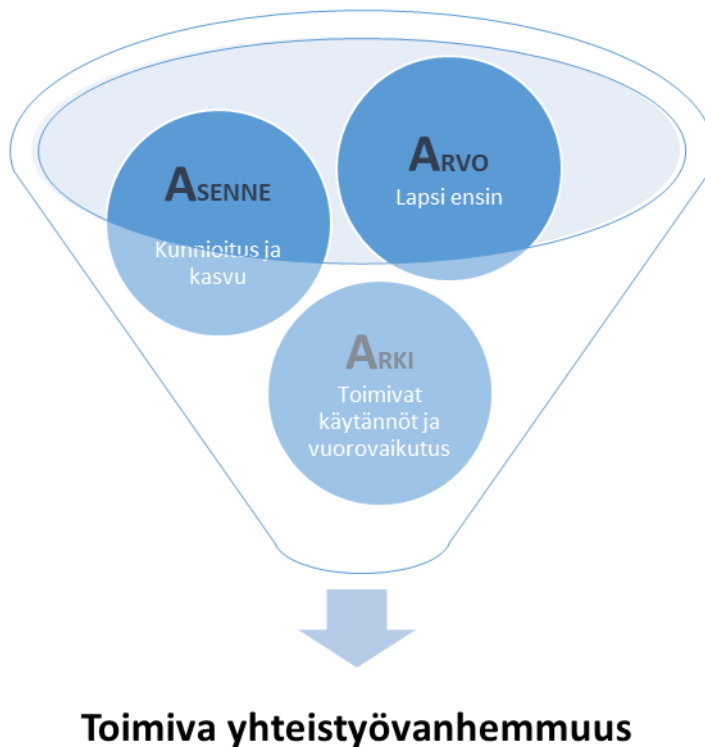 ARVO
Lapsi ensin
ASENNE
Kunnioitus ja
kasvu
ARKI
Toimivat
käytännöt ja
vuorovaikutus
Toimiva yhteistyövanhemmuus